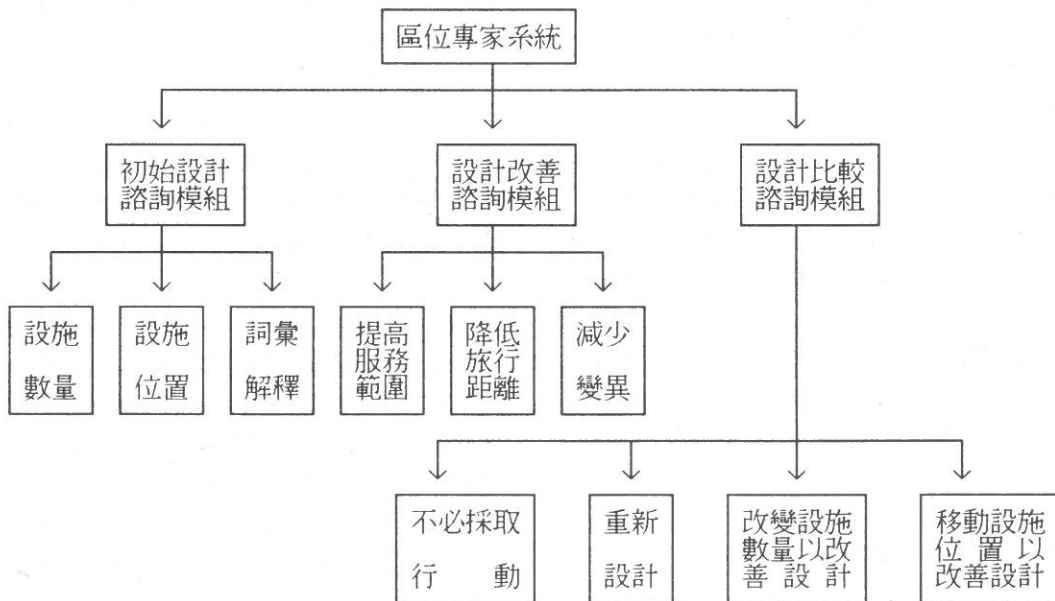 區位專家系統
初始設計
諮詢模組
設計改善
諮詢模組
設計比較
諮詢模組
設施
數量
設施
位置
詞彙
解釋
提高
服務
範圍
降低
旅行
距離
減少
變異
不必採取
行動
重新
設計
改變設施
數量以改
善設計
移動設施
位置以
改善設計